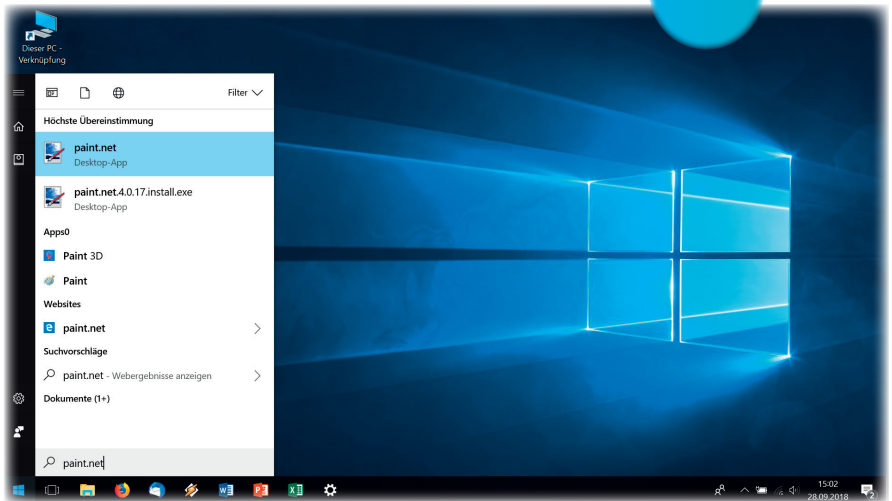 Dieser PC -
Verknüpfung
Filter
Höchste Übereinstimmung
paint.net
Desktop-App
paint.net.4.0.17.install.exe
Desktop-App
Apps0
Paint 3D
Paint
Websites
paint.net
Suchvorschläge
paint.net - Webergebnisse anzeigen
Dokumente (1+)
paint.net
15:02
28.09.2018
2